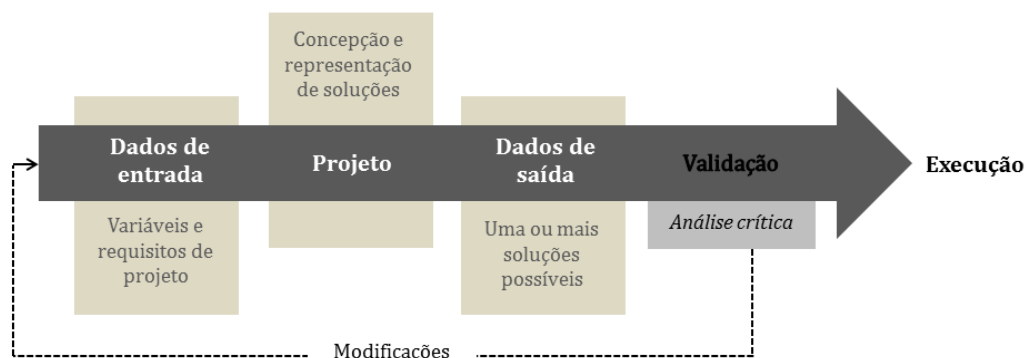 Concepção e
representação
de soluções
Dados de
entrada
Projeto
Dados de
saída
Validação
Execução
Variáveis e
requisitos de
projeto
Uma ou mais
soluções
possíveis
Análise crítica
Modificações